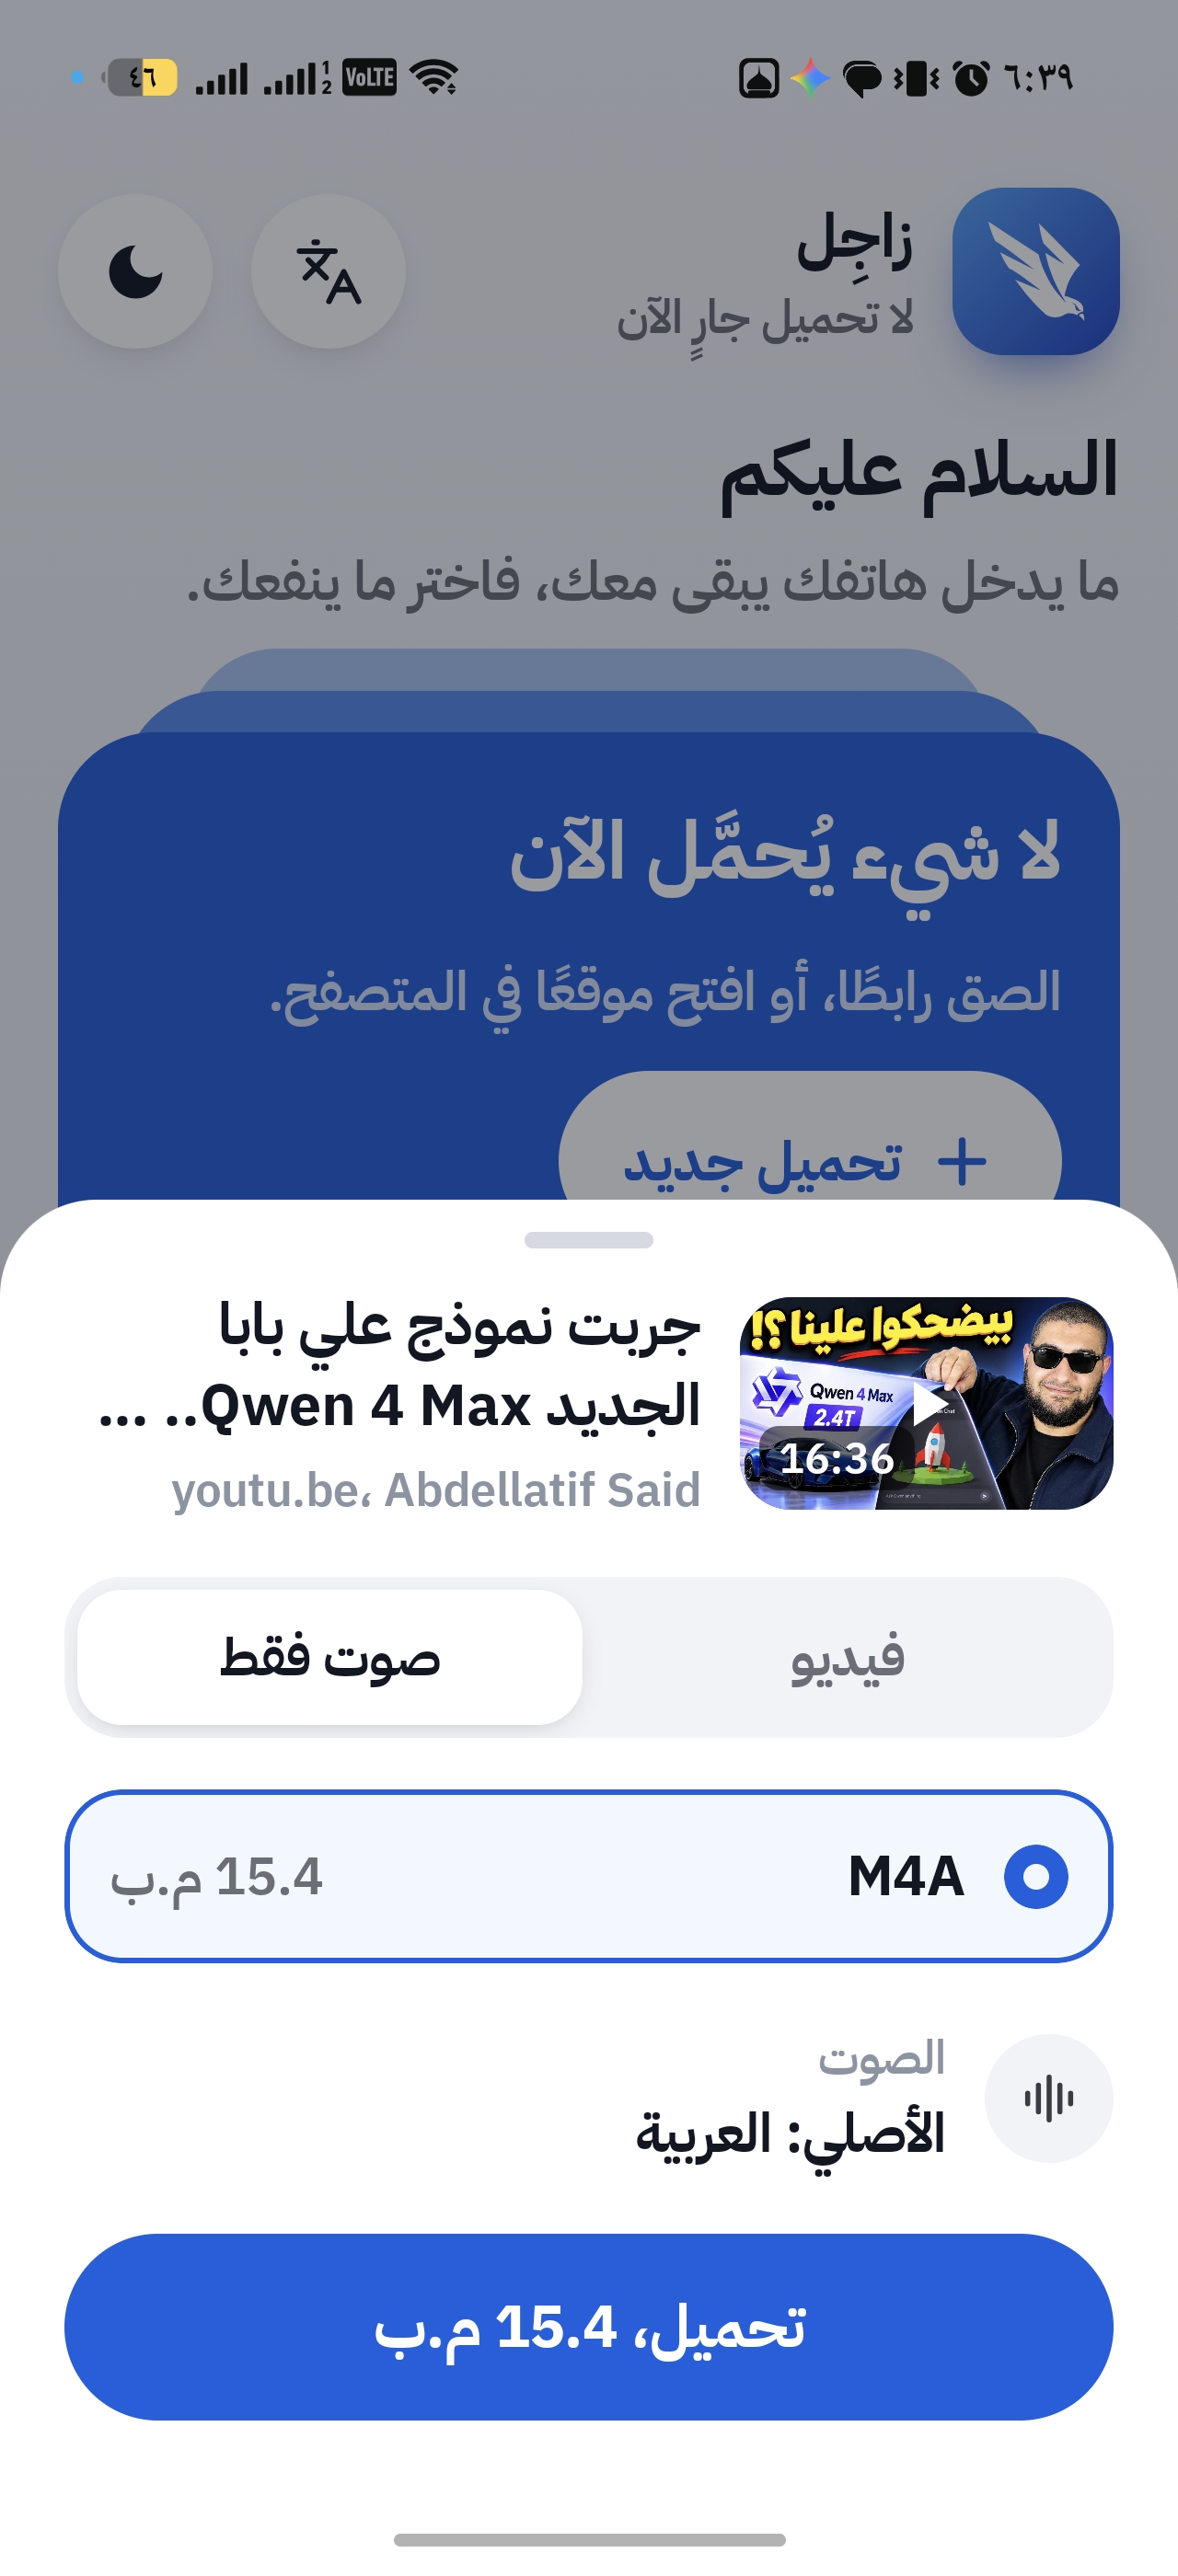 ٦:٣٩
VoLTE
1
2
٤٦
زاجِل
لا تحميل جارٍ الآن
السلام عليكم
ما يدخل هاتفك يبقى معك، فاختر ما ينفعك.
لا شيء يُحمَّل الآن
الصق رابطًا، أو افتح موقعًا في المتصفح.
تحميل جديد
بيضحكوا علينا ؟!
Qwen 4 Max
2.4T
16:36
جربت نموذج علي بابا
الجديد Qwen 4 Max.. ...
youtu.be، Abdellatif Said
فيديو
صوت فقط
M4A
15.4 م.ب
الصوت
الأصلي: العربية
تحميل، 15.4 م.ب